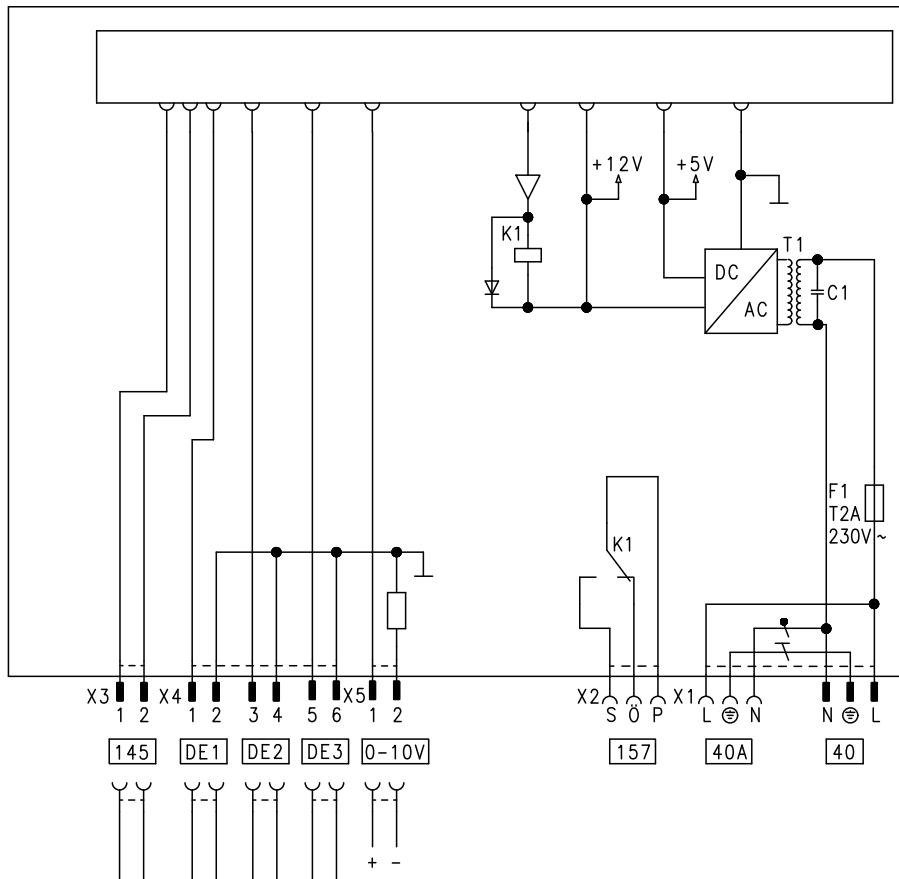 +12V +5V
K1 T1
DC
AC C1
F1
T2A
230V~
K1
X3 X4 X5 X2 X1
1 2 1 2 3 4 5 6 1 2 S Ö P L N N L
145 DE1 DE2 DE3 0-10V 157 40A 40
+ -